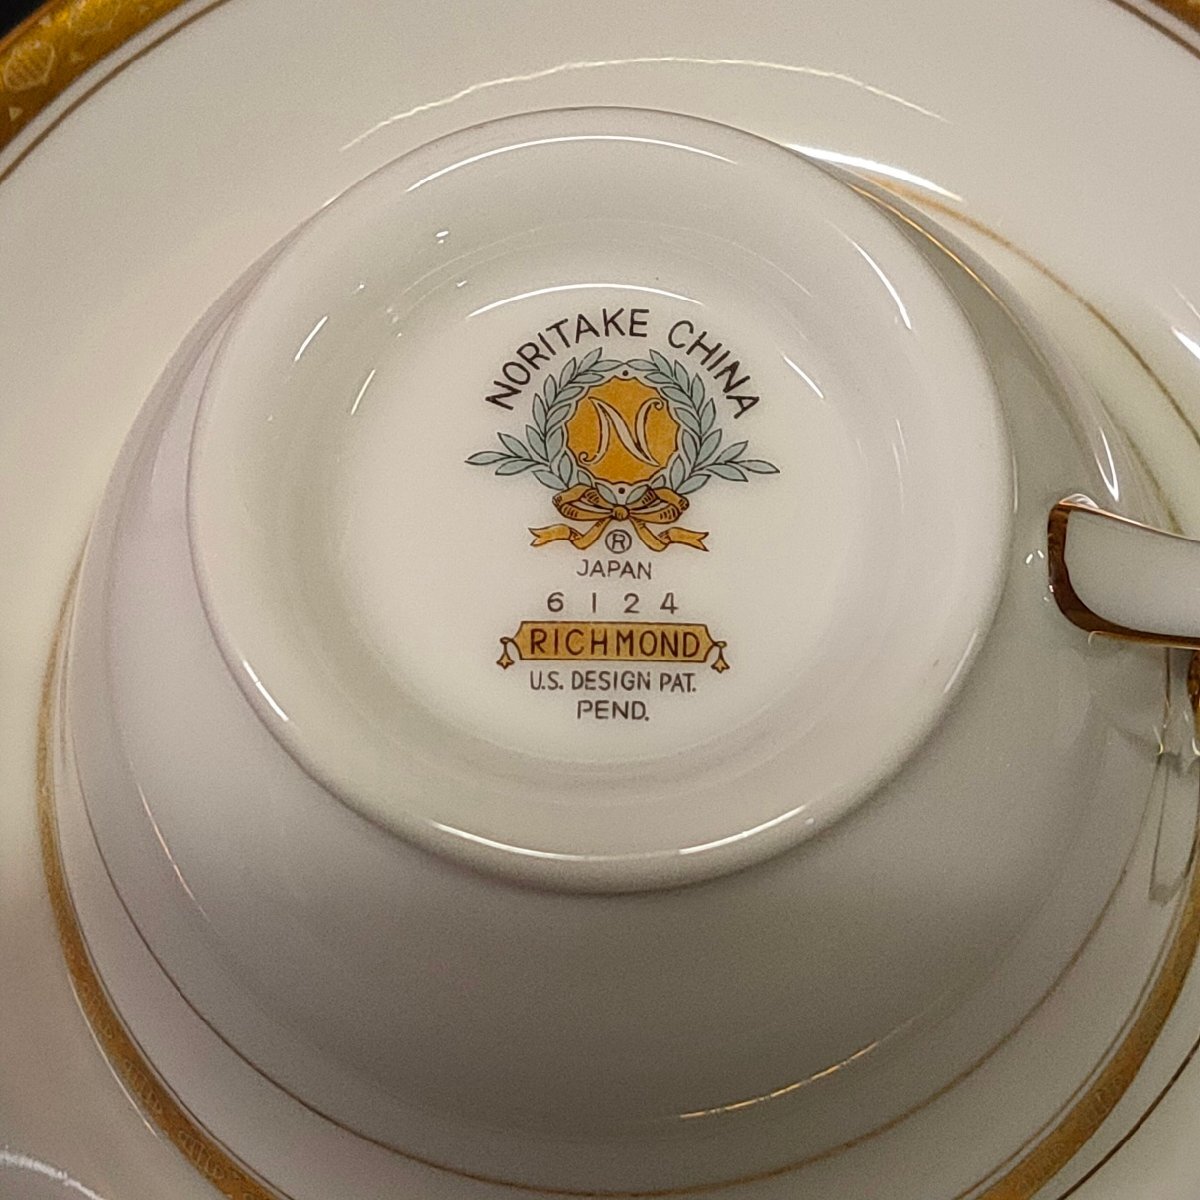 NORITAKE CHINA
N
®
JAPAN
6124
RICHMOND
U.S. DESIGN PAT.
PEND.